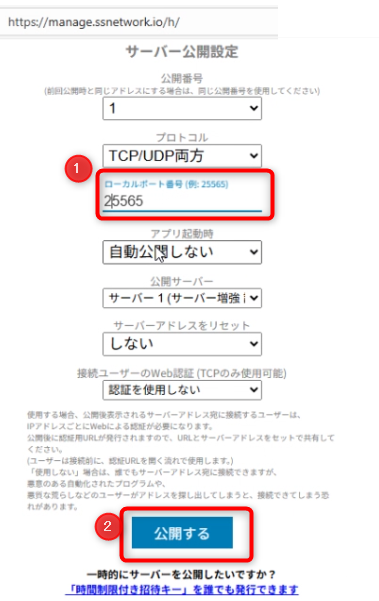 https://manage.ssnetwork.io/h/
サーバー公開設定
公開番号
(前回公開時と同じアドレスにする場合は、同じ公開番号を使用してください)
1
プロトコル
TCP/UDP両方
1
ローカルポート番号 (例: 25565)
25565
アプリ起動時
自動公開しない
公開サーバー
サーバー 1 (サーバー増強
サーバーアドレスをリセット
しない
接続ユーザーのWeb認証 (TCPのみ使用可能)
認証を使用しない
使用する場合、公開後表示されるサーバーアドレス宛に接続するユーザーは、
IPアドレスごとにWebによる認証が必要になります。
公開後に認証用URLが発行されますので、URLとサーバーアドレスをセットで共有して
ください。
(ユーザーは接続前に、認証URLを開く流れで使用します。)
「使用しない」場合は、誰でもサーバーアドレス宛に接続できますが、
悪意のある自動化されたプログラムや、
悪質な荒らしなどのユーザーがアドレスを探し出してしまうと、接続できてしまう恐
れがあります。
2
公開する
一時的にサーバーを公開したいですか？
「時間制限付き招待キー」を誰でも発行できます